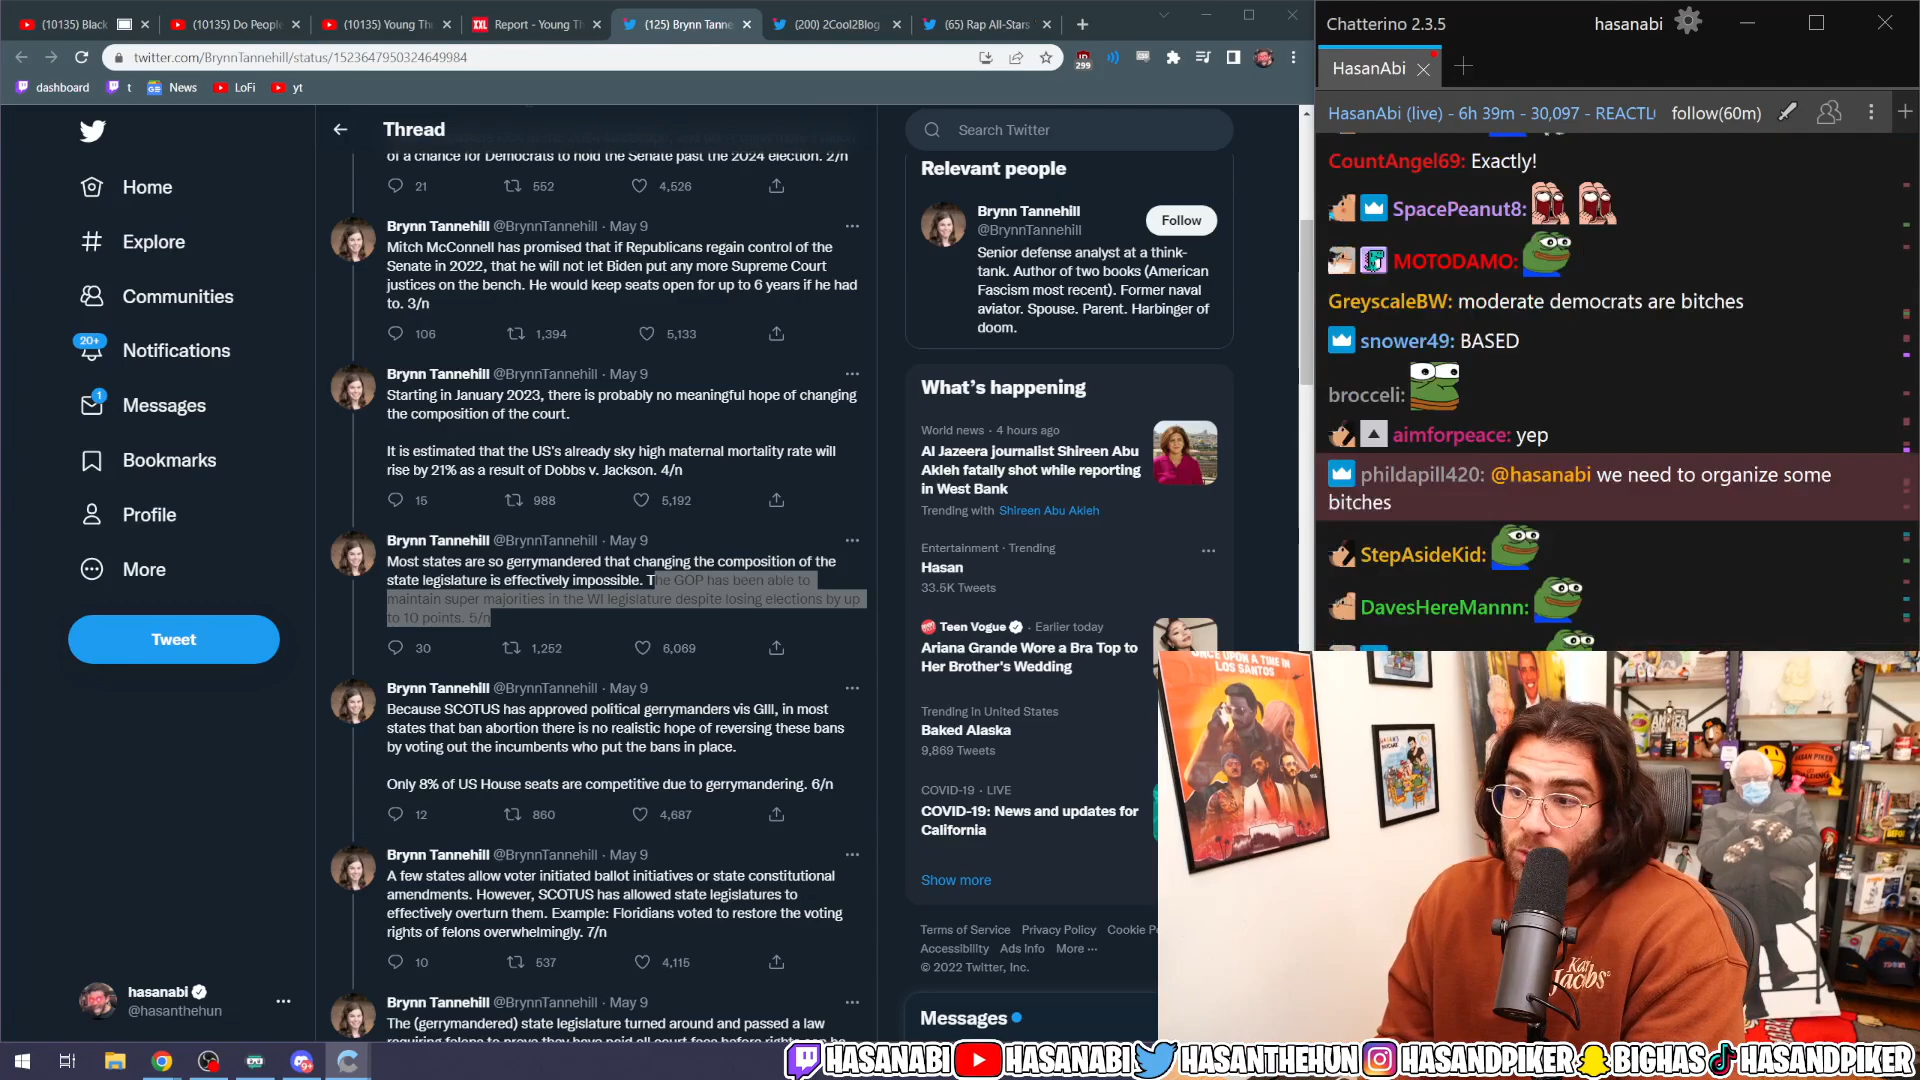 (10135) Black
(10135) Do People
(10135) Young Th
XXL Report - Young Th
(125) Brynn Tanne
(200) 2Cool2Blog
(65) Rap All-Stars
twitter.com/BrynnTannehill/status/1523647950324649984
299
dashboard
t
News
LoFi
yt
Home
Explore
Communities
20+
Notifications
1
Messages
Bookmarks
Profile
More
Tweet
hasanabi
@hasanthehun
Thread
of a chance for Democrats to hold the Senate past the 2024 election. 2/n
21 552 4,526
Brynn Tannehill @BrynnTannehill · May 9
Mitch McConnell has promised that if Republicans regain control of the
Senate in 2022, that he will not let Biden put any more Supreme Court
justices on the bench. He would keep seats open for up to 6 years if he had
to. 3/n
106 1,394 5,133
Brynn Tannehill @BrynnTannehill · May 9
Starting in January 2023, there is probably no meaningful hope of changing
the composition of the court.
It is estimated that the US's already sky high maternal mortality rate will
rise by 21% as a result of Dobbs v. Jackson. 4/n
15 988 5,192
Brynn Tannehill @BrynnTannehill · May 9
Most states are so gerrymandered that changing the composition of the
state legislature is effectively impossible. The GOP has been able to
maintain super majorities in the WI legislature despite losing elections by up
to 10 points. 5/n
30 1,252 6,069
Brynn Tannehill @BrynnTannehill · May 9
Because SCOTUS has approved political gerrymanders vis GIll, in most
states that ban abortion there is no realistic hope of reversing these bans
by voting out the incumbents who put the bans in place.
Only 8% of US House seats are competitive due to gerrymandering. 6/n
12 860 4,687
Brynn Tannehill @BrynnTannehill · May 9
A few states allow voter initiated ballot initiatives or state constitutional
amendments. However, SCOTUS has allowed state legislatures to
effectively overturn them. Example: Floridians voted to restore the voting
rights of felons overwhelmingly. 7/n
10 537 4,115
Brynn Tannehill @BrynnTannehill · May 9
The (gerrymandered) state legislature turned around and passed a law
Search Twitter
Relevant people
Brynn Tannehill
@BrynnTannehill
Follow
Senior defense analyst at a think-
tank. Author of two books (American
Fascism most recent). Former naval
aviator. Spouse. Parent. Harbinger of
doom.
What's happening
World news · 4 hours ago
Al Jazeera journalist Shireen Abu
Akleh fatally shot while reporting
in West Bank
Trending with Shireen Abu Akleh
Entertainment · Trending
Hasan
33.5K Tweets
Teen Vogue · Earlier today
Ariana Grande Wore a Bra Top to
Her Brother's Wedding
Trending in United States
Baked Alaska
9,869 Tweets
COVID-19 · LIVE
COVID-19: News and updates for
California
Show more
Terms of Service Privacy Policy Cookie Po
Accessibility Ads info More
© 2022 Twitter, Inc.
Messages
Chatterino 2.3.5
hasanabi
HasanAbi
HasanAbi (live) - 6h 39m - 30,097 - REACTL
follow(60m)
CountAngel69: Exactly!
SpacePeanut8:
MOTODAMO:
GreyscaleBW: moderate democrats are bitches
snower49: BASED
brocceli:
aimforpeace: yep
phildapill420: @hasanabi we need to organize some
bitches
StepAsideKid:
DavesHereMannn:
ONCE UPON A TIME IN
LOS SANTOS
HASAN PIKER
Kat
Jacobs
HASANABI
HASANABI
HASANTHEHUN
HASANDPIKER
BIGHAS
HASANDPIKER